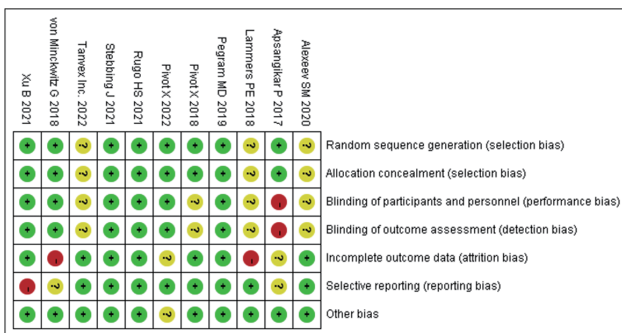 Xu B 2021
von Minckwitz G 2018
Tanvex Inc. 2022
Stebbing J 2021
Rugo HS 2021
Pivot X 2022
Pivot X 2018
Pegram MD 2019
Lammers PE 2018
Apsangikar P 2017
Alexeev SM 2020
+ + ? + + + + + ? + ? Random sequence generation (selection bias)
+ + ? + + + + + ? + ? Allocation concealment (selection bias)
+ + ? + + + ? + ? - ? Blinding of participants and personnel (performance bias)
+ + ? + + + ? + ? - ? Blinding of outcome assessment (detection bias)
+ - + + + ? + + - ? + Incomplete outcome data (attrition bias)
- ? + + + + + + + ? + Selective reporting (reporting bias)
+ + + + + ? + + + + + Other bias